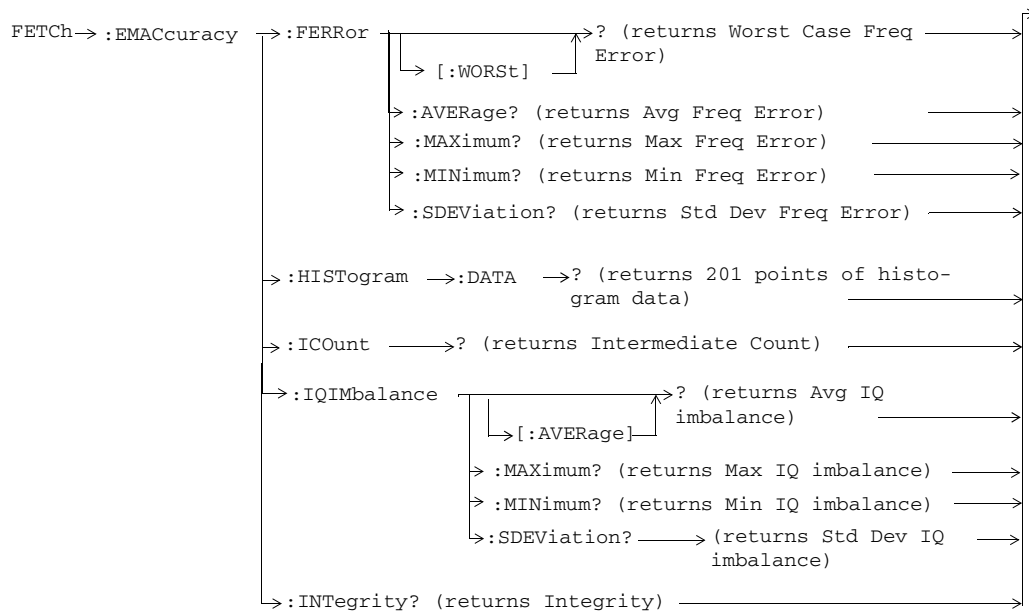 FETCh :EMACcuracy :FERRor ? (returns Worst Case Freq
Error)
[:WORSt]
:AVERage? (returns Avg Freq Error)
:MAXimum? (returns Max Freq Error)
:MINimum? (returns Min Freq Error)
:SDEViation? (returns Std Dev Freq Error)
:HISTogram :DATA ? (returns 201 points of histo-
gram data)
:ICOunt ? (returns Intermediate Count)
:IQIMbalance ? (returns Avg IQ
imbalance)
[:AVERage]
:MAXimum? (returns Max IQ imbalance)
:MINimum? (returns Min IQ imbalance)
:SDEViation? (returns Std Dev IQ
imbalance)
:INTegrity? (returns Integrity)